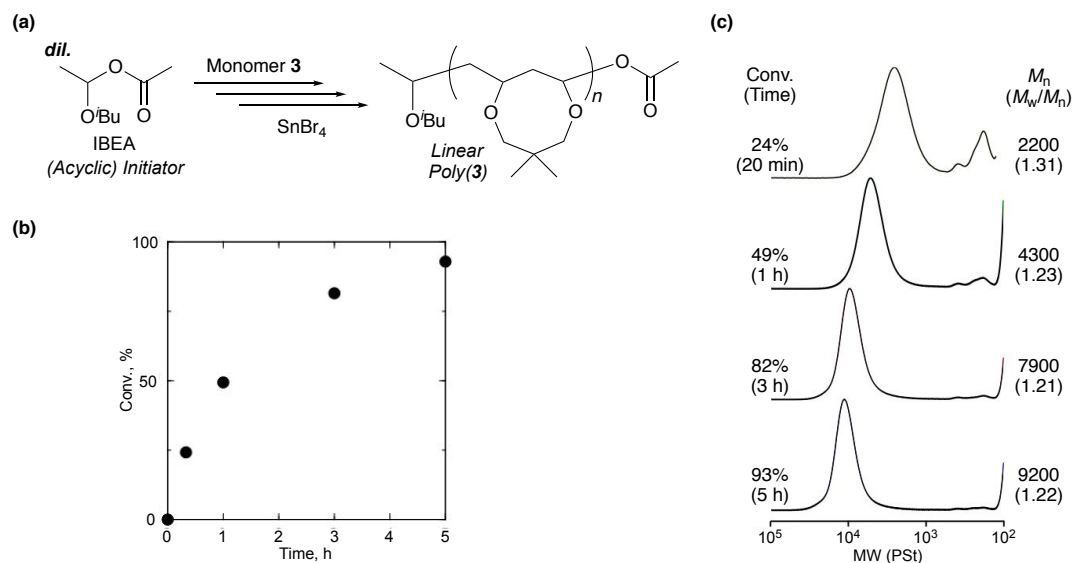 (a)
dil.
O
O
OiBu
IBEA
(Acyclic) Initiator
Monomer 3
SnBr4
n
O
O
OiBu
O
O
Linear
Poly(3)
(b)
100
50
0
Conv., %
0
1
2
3
4
5
Time, h
(c)
Conv.
(Time)
Mn
(Mw/Mn)
24%
(20 min)
2200
(1.31)
49%
(1 h)
4300
(1.23)
82%
(3 h)
7900
(1.21)
93%
(5 h)
9200
(1.22)
10^5
10^4
10^3
10^2
MW (PSt)